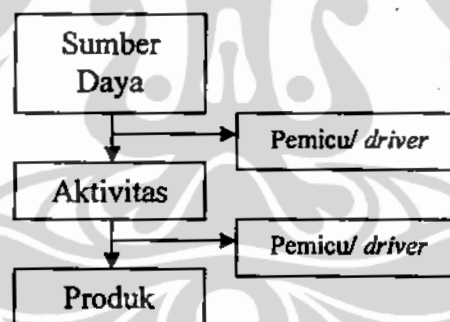 Sumber
Daya
Pemicu/ driver
Aktivitas
Pemicu/ driver
Produk